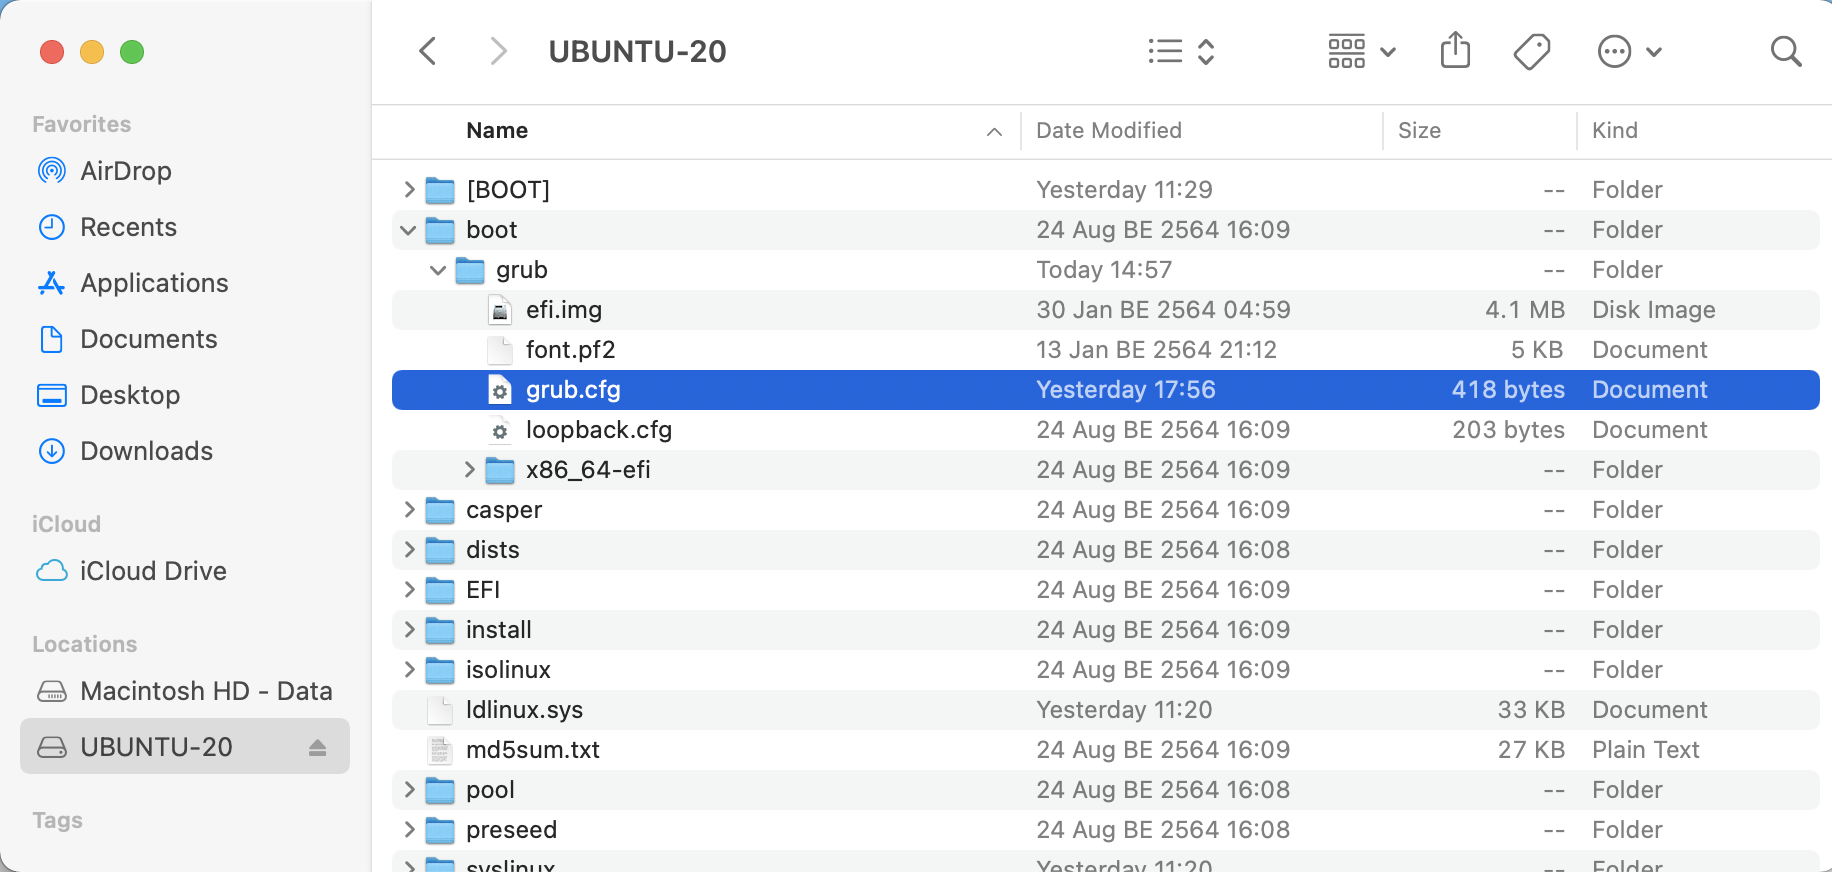 UBUNTU-20
Favorites
AirDrop
Recents
Applications
Documents
Desktop
Downloads
iCloud
iCloud Drive
Locations
Macintosh HD - Data
UBUNTU-20
Tags
Name Date Modified Size Kind
[BOOT] Yesterday 11:29 -- Folder
boot 24 Aug BE 2564 16:09 -- Folder
grub Today 14:57 -- Folder
efi.img 30 Jan BE 2564 04:59 4.1 MB Disk Image
font.pf2 13 Jan BE 2564 21:12 5 KB Document
grub.cfg Yesterday 17:56 418 bytes Document
loopback.cfg 24 Aug BE 2564 16:09 203 bytes Document
x86_64-efi 24 Aug BE 2564 16:09 -- Folder
casper 24 Aug BE 2564 16:09 -- Folder
dists 24 Aug BE 2564 16:08 -- Folder
EFI 24 Aug BE 2564 16:09 -- Folder
install 24 Aug BE 2564 16:09 -- Folder
isolinux 24 Aug BE 2564 16:09 -- Folder
ldlinux.sys Yesterday 11:20 33 KB Document
md5sum.txt 24 Aug BE 2564 16:09 27 KB Plain Text
pool 24 Aug BE 2564 16:08 -- Folder
preseed 24 Aug BE 2564 16:08 -- Folder
syslinux Yesterday 11:20 -- Folder